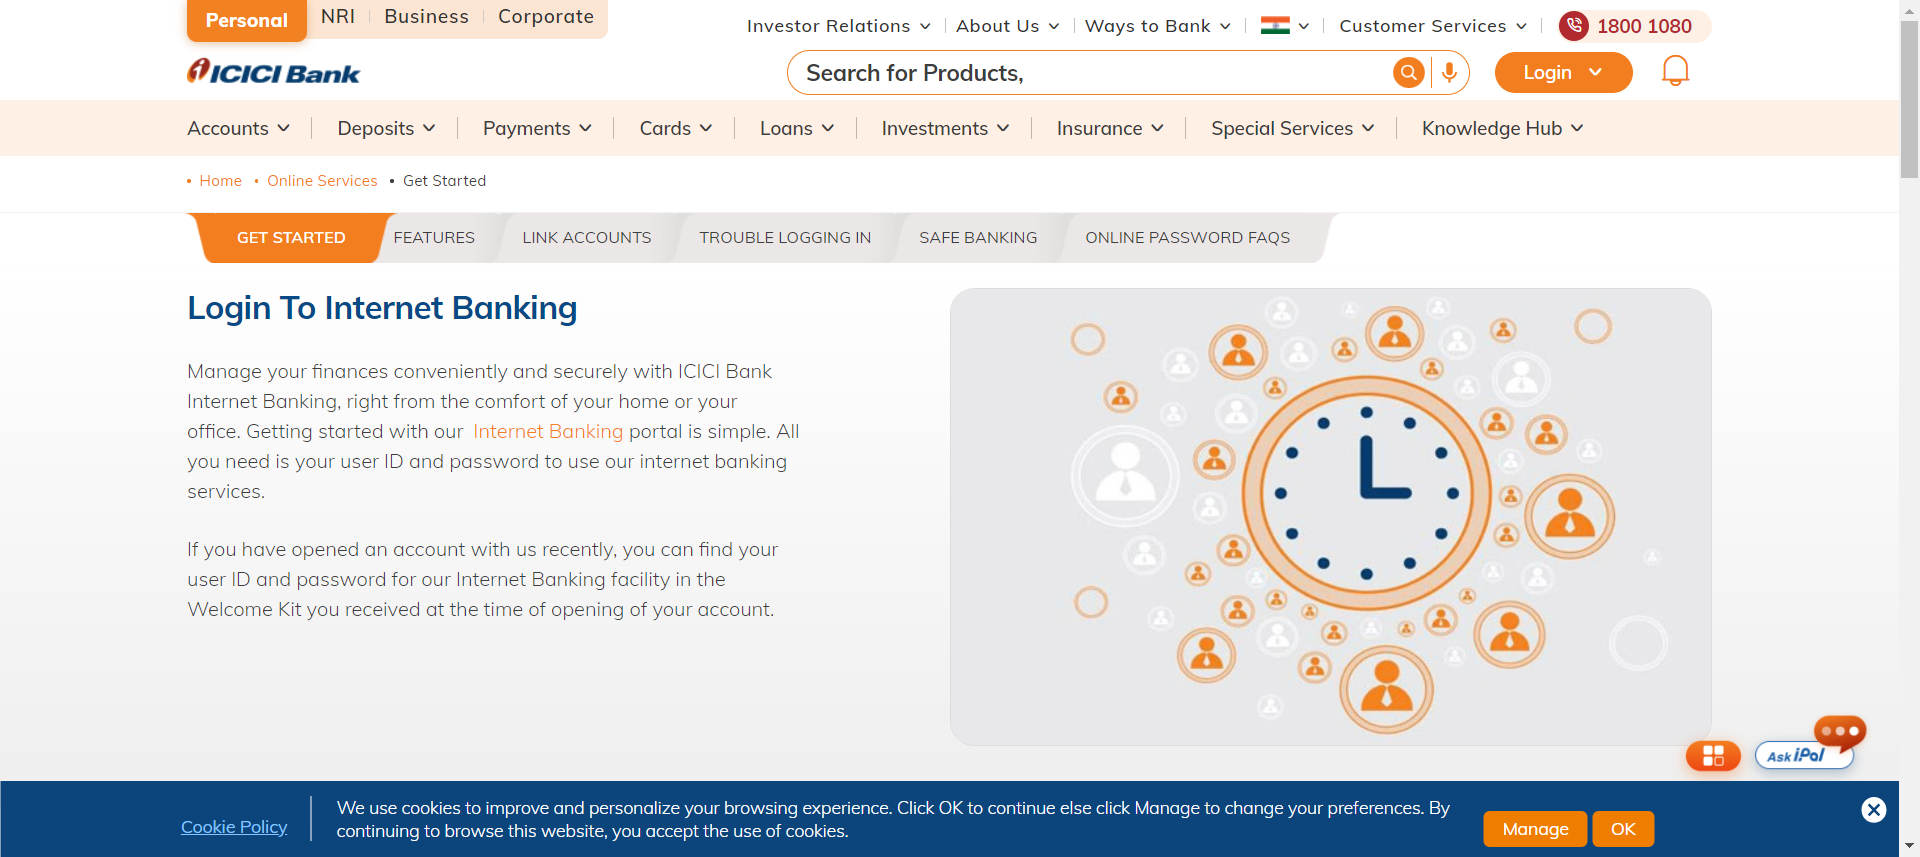 Personal
NRI
Business
Corporate
Investor Relations
About Us
Ways to Bank
Customer Services
1800 1080
ICICI Bank
Search for Products,
Login
Accounts
Deposits
Payments
Cards
Loans
Investments
Insurance
Special Services
Knowledge Hub
Home
Online Services
Get Started
GET STARTED
FEATURES
LINK ACCOUNTS
TROUBLE LOGGING IN
SAFE BANKING
ONLINE PASSWORD FAQS
Login To Internet Banking
Manage your finances conveniently and securely with ICICI Bank
Internet Banking, right from the comfort of your home or your
office. Getting started with our Internet Banking portal is simple. All
you need is your user ID and password to use our internet banking
services.
If you have opened an account with us recently, you can find your
user ID and password for our Internet Banking facility in the
Welcome Kit you received at the time of opening of your account.
Ask iPal
Cookie Policy
We use cookies to improve and personalize your browsing experience. Click OK to continue else click Manage to change your preferences. By
continuing to browse this website, you accept the use of cookies.
Manage
OK